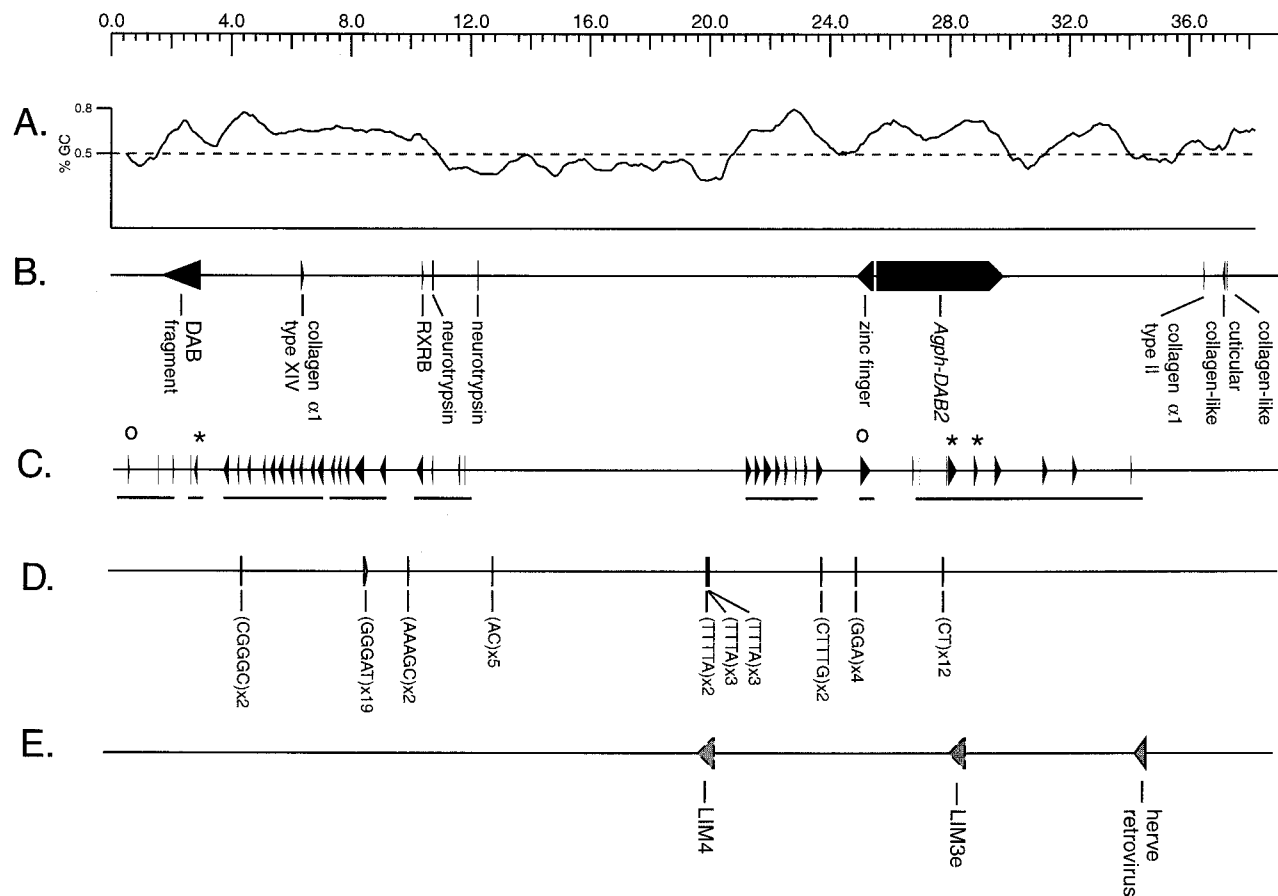 0.0 4.0 8.0 12.0 16.0 20.0 24.0 28.0 32.0 36.0
A.
% GC
0.8
0.5
B.
DAB
fragment
collagen α1
type XIV
RXRB
neurotrypsin
neurotrypsin
zinc finger
Agph-DAB2
collagen α1
type II
collagen-like
cuticular
collagen-like
C.
o * o * *
D.
(CGGGC)x2
(GGGAT)x19
(AAAGC)x2
(AC)x5
(TTTTA)x2
(TTTA)x3
(TTTA)x3
(CTTTG)x2
(GGA)x4
(CT)x12
E.
LIM4
LIM3e
herve
retrovirus